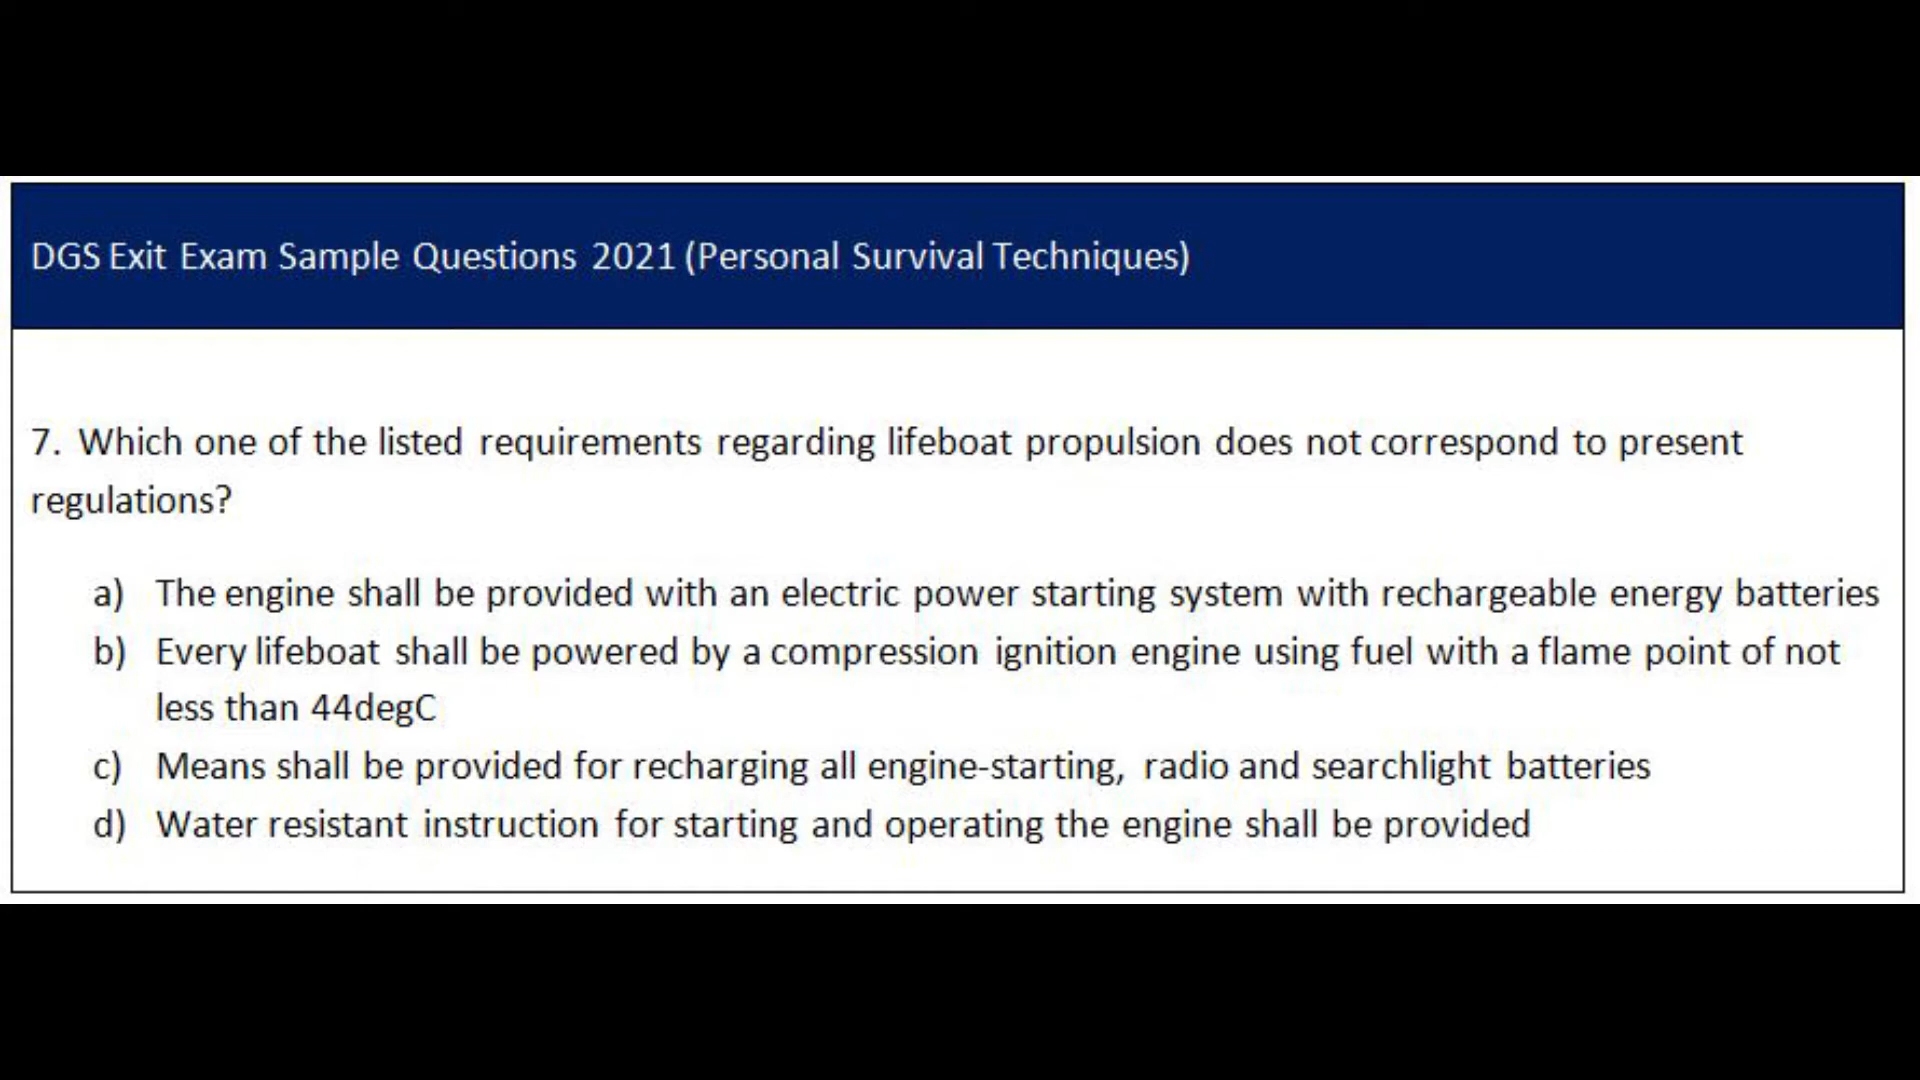 DGS Exit Exam Sample Questions 2021 (Personal Survival Techniques)
7. Which one of the listed requirements regarding lifeboat propulsion does not correspond to present
regulations?
a) The engine shall be provided with an electric power starting system with rechargeable energy batteries
b) Every lifeboat shall be powered by a compression ignition engine using fuel with a flame point of not
less than 44degC
c) Means shall be provided for recharging all engine-starting, radio and searchlight batteries
d) Water resistant instruction for starting and operating the engine shall be provided